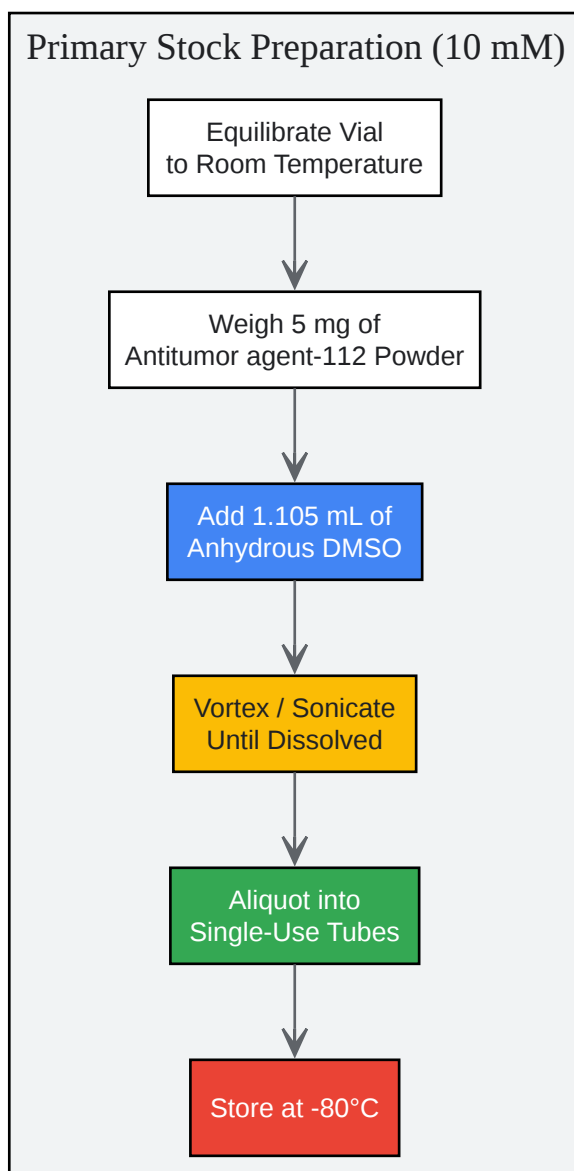 Primary Stock Preparation (10 mM)
Equilibrate Vial
to Room Temperature
Weigh 5 mg of
Antitumor agent-112 Powder
Add 1.105 mL of
Anhydrous DMSO
Vortex / Sonicate
Until Dissolved
Aliquot into
Single-Use Tubes
Store at -80°C